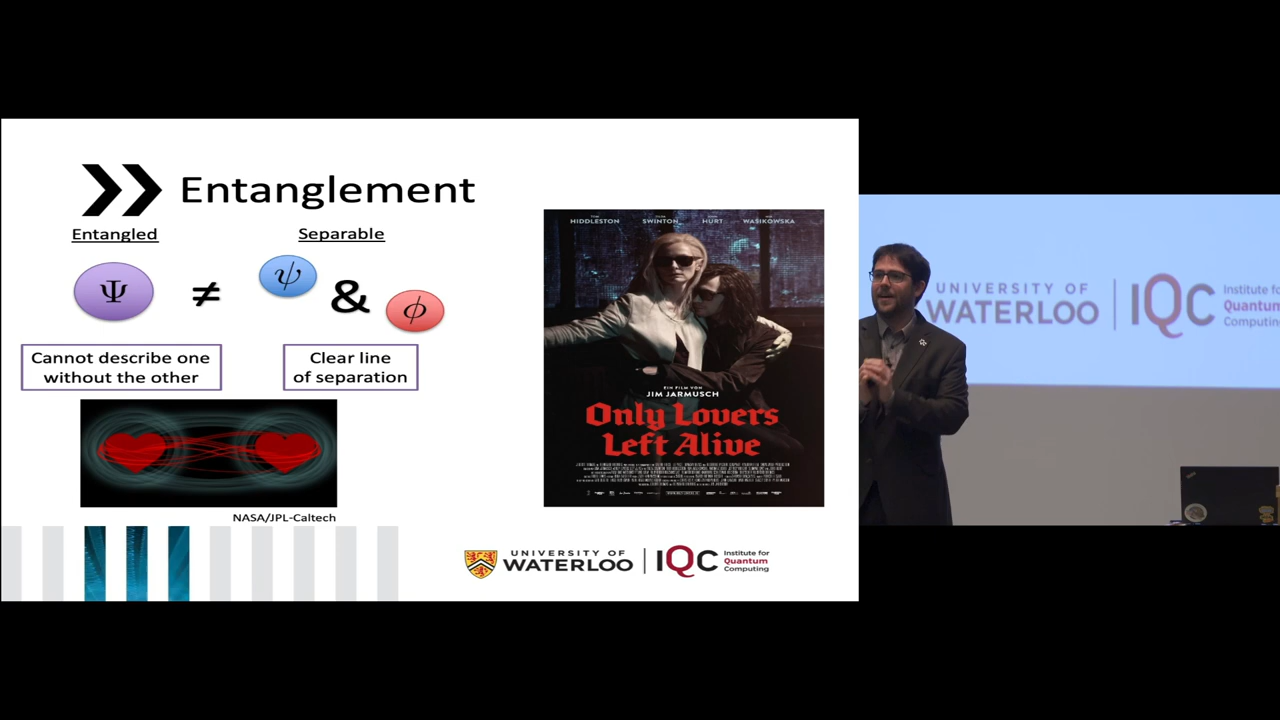 Entanglement
Entangled
Separable
Ψ
≠
ψ
&
ϕ
Cannot describe one
without the other
Clear line
of separation
NASA/JPL-Caltech
HIDDLESTON
SWINTON
HURT
WASIKOWSKA
EIN FILM VON
JIM JARMUSCH
Only Lovers
Left Alive
UNIVERSITY OF
WATERLOO
IQC
Institute for
Quantum
Computing
UNIVERSITY OF
WATERLOO
IQC
Institute for
Quantum
Computing